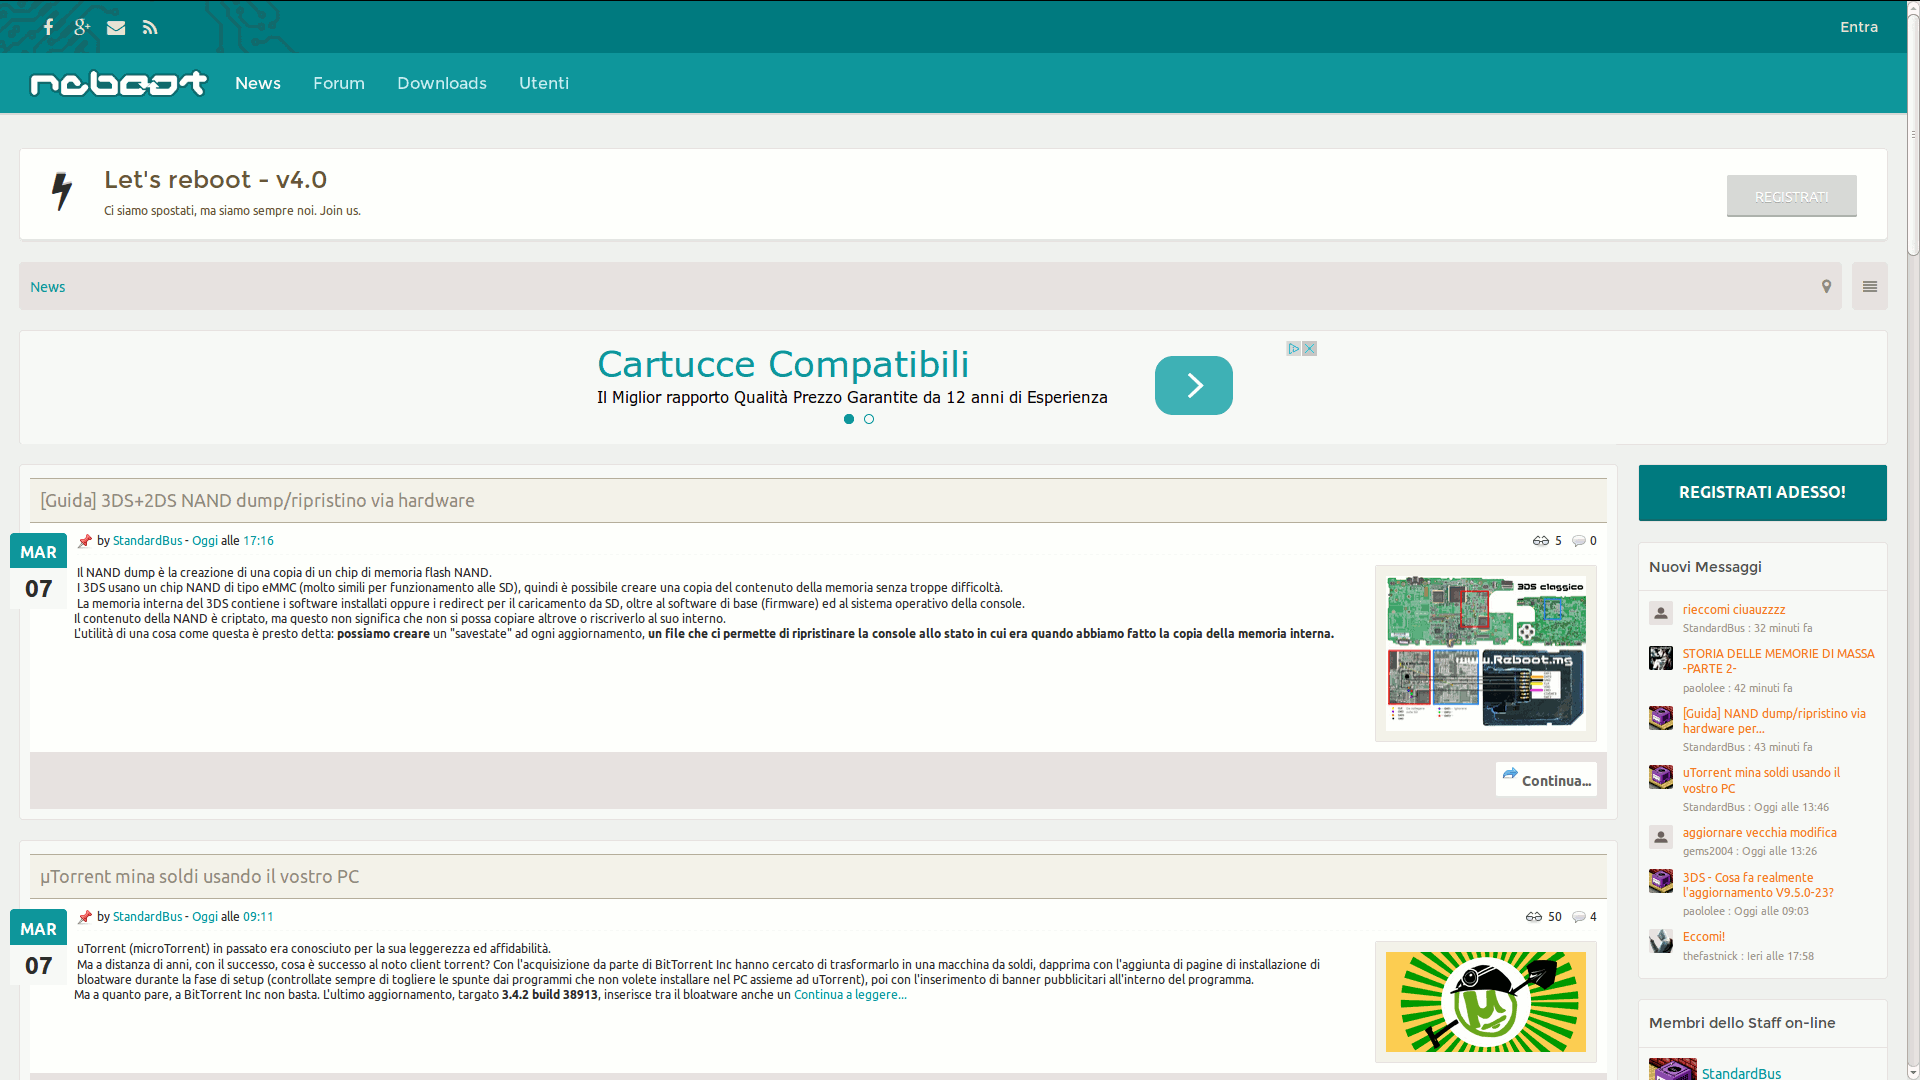 Entra
reboot
News
Forum
Downloads
Utenti
Let's reboot - v4.0
Ci siamo spostati, ma siamo sempre noi. Join us.
REGISTRATI
News
Cartucce Compatibili
Il Miglior rapporto Qualità Prezzo Garantite da 12 anni di Esperienza
[Guida] 3DS+2DS NAND dump/ripristino via hardware
MAR
07
by StandardBus - Oggi alle 17:16
5
0
Il NAND dump è la creazione di una copia di un chip di memoria flash NAND.
I 3DS usano un chip NAND di tipo eMMC (molto simili per funzionamento alle SD), quindi è possibile creare una copia del contenuto della memoria senza troppe difficoltà.
La memoria interna del 3DS contiene i software installati oppure i redirect per il caricamento da SD, oltre al software di base (firmware) ed al sistema operativo della console.
Il contenuto della NAND è criptato, ma questo non significa che non si possa copiare altrove o riscriverlo al suo interno.
L'utilità di una cosa come questa è presto detta: possiamo creare un "savestate" ad ogni aggiornamento, un file che ci permette di ripristinare la console allo stato in cui era quando abbiamo fatto la copia della memoria interna.
3DS classico
www.Reboot.ms
Continua...
µTorrent mina soldi usando il vostro PC
MAR
07
by StandardBus - Oggi alle 09:11
50
4
uTorrent (microTorrent) in passato era conosciuto per la sua leggerezza ed affidabilità.
Ma a distanza di anni, con il successo, cosa è successo al noto client torrent? Con l'acquisizione da parte di BitTorrent Inc hanno cercato di trasformarlo in una macchina da soldi, dapprima con l'aggiunta di pagine di installazione di
bloatware durante la fase di setup (controllate sempre di togliere le spunte dai programmi che non volete installare nel PC assieme ad uTorrent), poi con l'inserimento di banner pubblicitari all'interno del programma.
Ma a quanto pare, a BitTorrent Inc non basta. L'ultimo aggiornamento, targato 3.4.2 build 38913, inserisce tra il bloatware anche un Continua a leggere...
REGISTRATI ADESSO!
Nuovi Messaggi
rieccomi ciuauzzzz
StandardBus : 32 minuti fa
STORIA DELLE MEMORIE DI MASSA
-PARTE 2-
paololee : 42 minuti fa
[Guida] NAND dump/ripristino via
hardware per...
StandardBus : 43 minuti fa
uTorrent mina soldi usando il
vostro PC
StandardBus : Oggi alle 13:46
aggiornare vecchia modifica
gems2004 : Oggi alle 13:26
3DS - Cosa fa realmente
l'aggiornamento V9.5.0-23?
paololee : Oggi alle 09:03
Eccomi!
thefastnick : Ieri alle 17:58
Membri dello Staff on-line
StandardBus